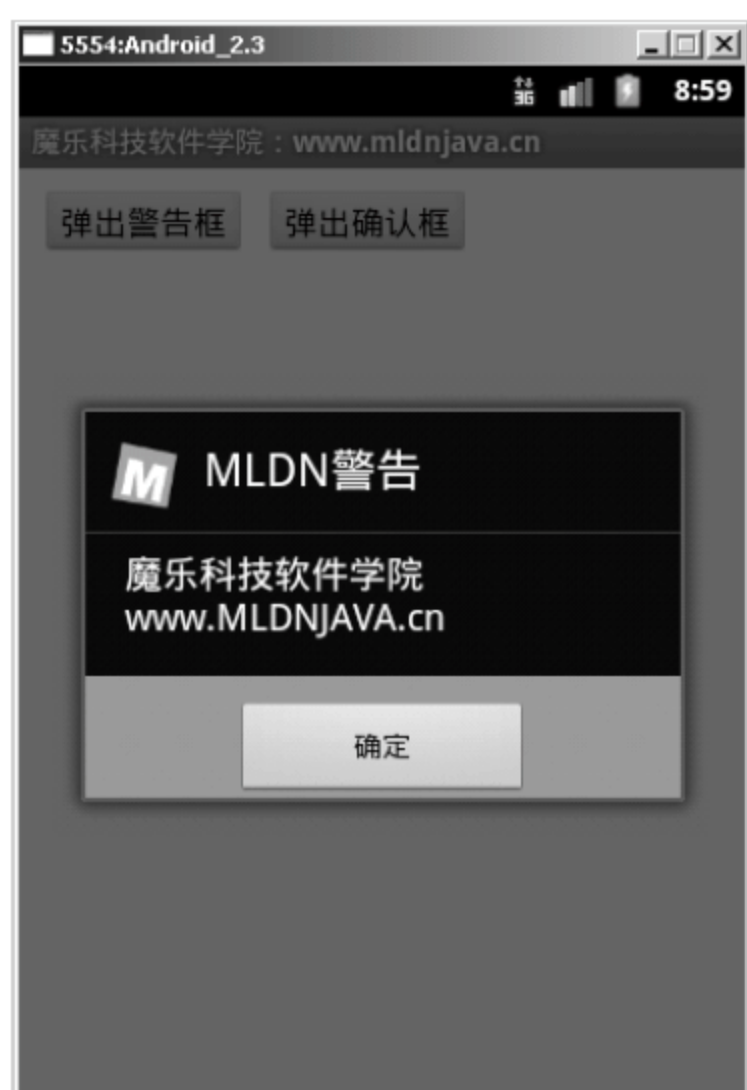 5554:Android_2.3
3G 8:59
魔乐科技软件学院：www.mldnjava.cn
弹出警告框 弹出确认框
M MLDN警告
魔乐科技软件学院
www.MLDNJAVA.cn
确定